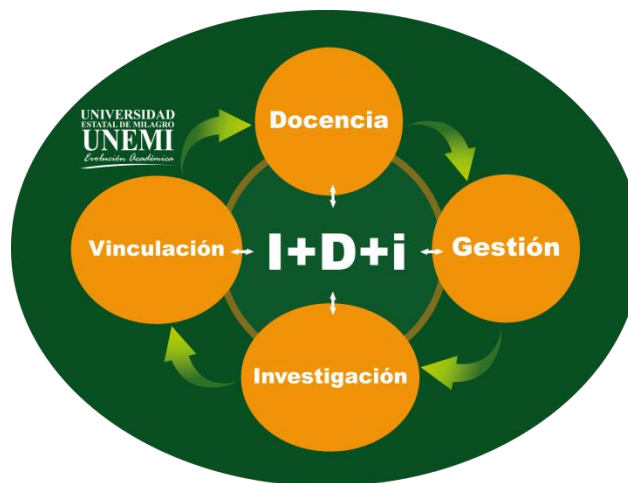 UNIVERSIDAD
ESTATAL DE MILAGRO
UNEMI
Evolución Académica
Docencia
Vinculación
I+D+i
Gestión
Investigación